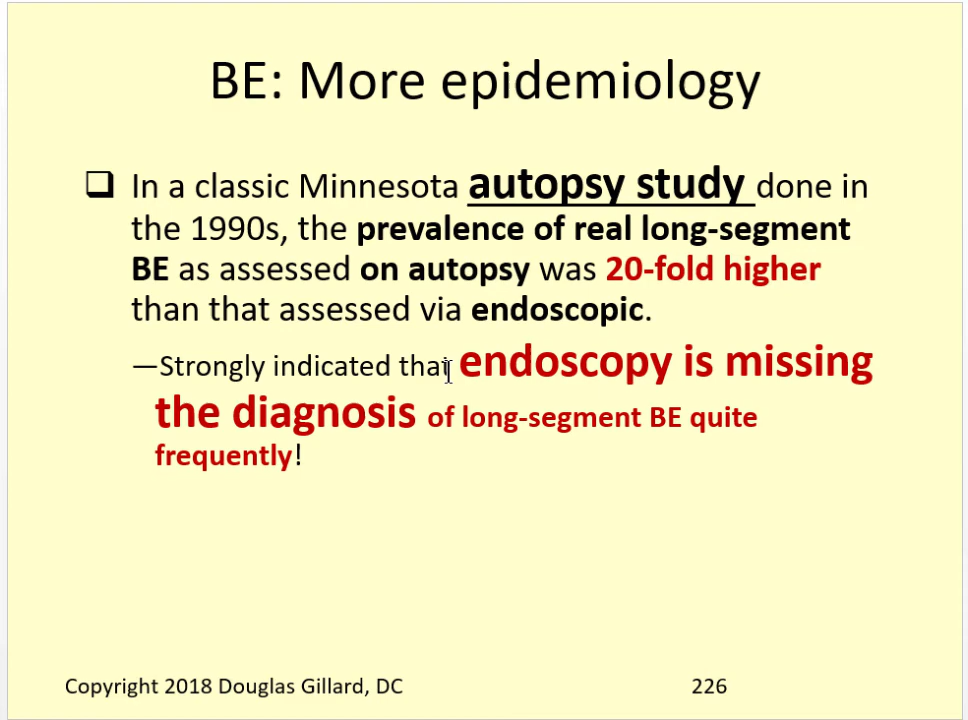 BE: More epidemiology
❑ In a classic Minnesota autopsy study done in
the 1990s, the prevalence of real long-segment
BE as assessed on autopsy was 20-fold higher
than that assessed via endoscopic.
—Strongly indicated that endoscopy is missing
the diagnosis of long-segment BE quite
frequently!
Copyright 2018 Douglas Gillard, DC 226